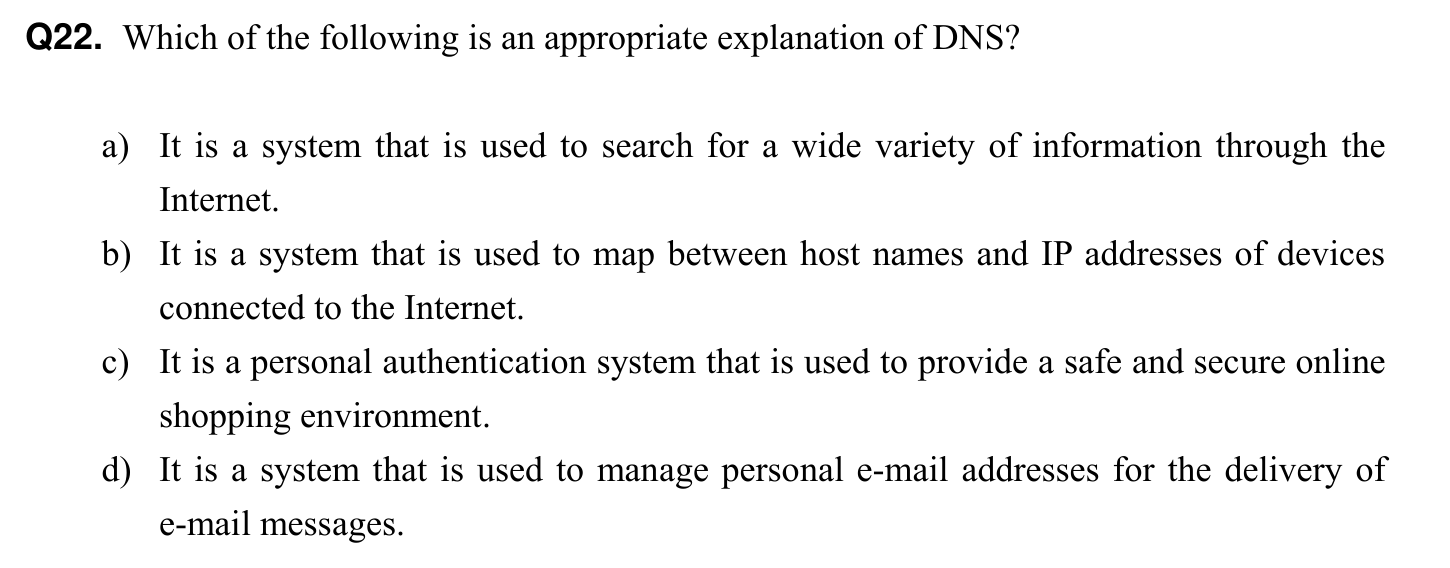 Q22. Which of the following is an appropriate explanation of DNS?
a) It is a system that is used to search for a wide variety of information through the
Internet.
b) It is a system that is used to map between host names and IP addresses of devices
connected to the Internet.
c) It is a personal authentication system that is used to provide a safe and secure online
shopping environment.
d) It is a system that is used to manage personal e-mail addresses for the delivery of
e-mail messages.